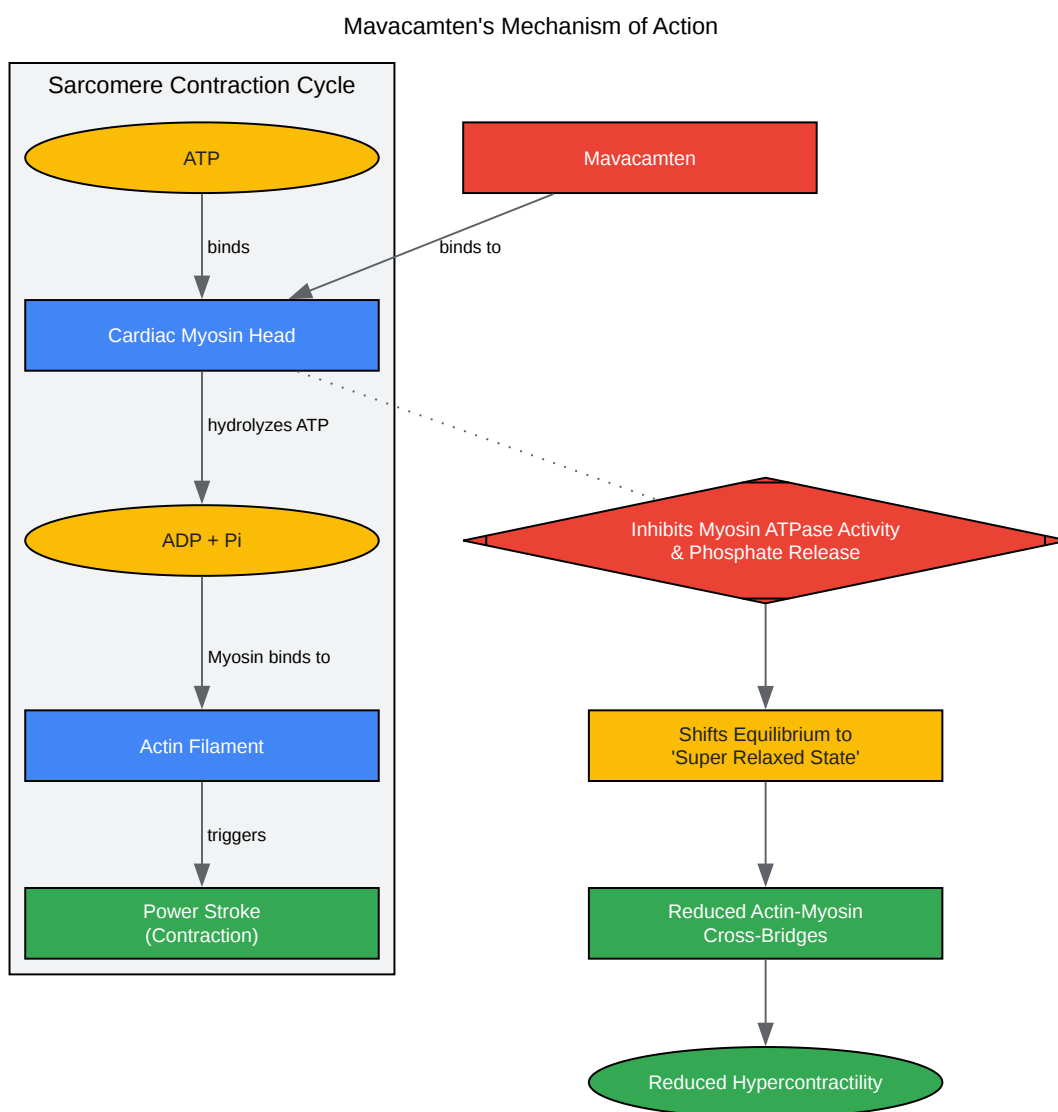 Mavacamten's Mechanism of Action
Sarcomere Contraction Cycle
ATP
Mavacamten
binds
binds to
Cardiac Myosin Head
hydrolyzes ATP
ADP + Pi
Inhibits Myosin ATPase Activity
& Phosphate Release
Myosin binds to
Actin Filament
Shifts Equilibrium to
'Super Relaxed State'
triggers
Power Stroke
(Contraction)
Reduced Actin-Myosin
Cross-Bridges
Reduced Hypercontractility